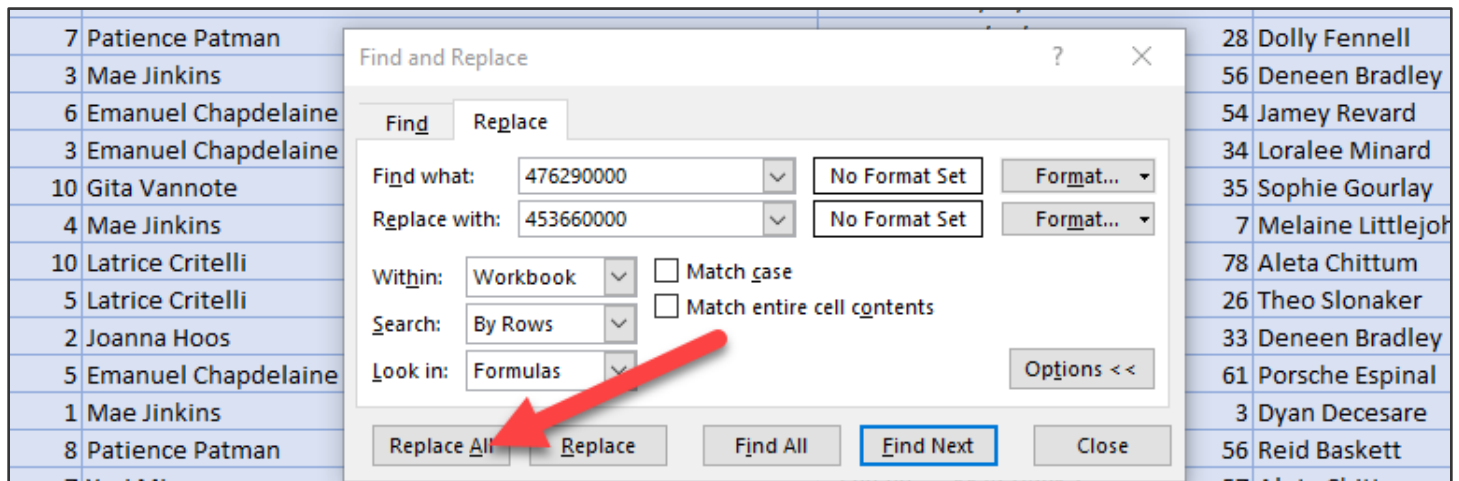 7 Patience Patman
3 Mae Jinkins
6 Emanuel Chapdelaine
3 Emanuel Chapdelaine
10 Gita Vannote
4 Mae Jinkins
10 Latrice Critelli
5 Latrice Critelli
2 Joanna Hoos
5 Emanuel Chapdelaine
1 Mae Jinkins
8 Patience Patman
Find and Replace ?
Find Replace
Find what: 476290000 No Format Set Format...
Replace with: 453660000 No Format Set Format...
Within: Workbook Match case
Match entire cell contents
Search: By Rows
Look in: Formulas
Options <<
Replace All Replace Find All Find Next Close
28 Dolly Fennell
56 Deneen Bradley
54 Jamey Revard
34 Loralee Minard
35 Sophie Gourlay
7 Melaine Littlejoh
78 Aleta Chittum
26 Theo Slonaker
33 Deneen Bradley
61 Porsche Espinal
3 Dyan Decesare
56 Reid Baskett